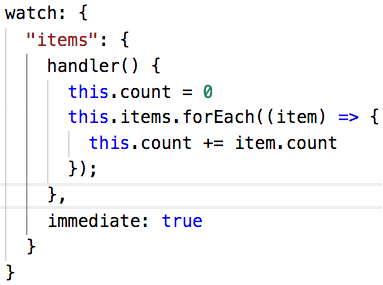 watch: {
  "items": {
    handler() {
      this.count = 0
      this.items.forEach((item) => {
        this.count += item.count
      });
    },
    immediate: true
  }
}